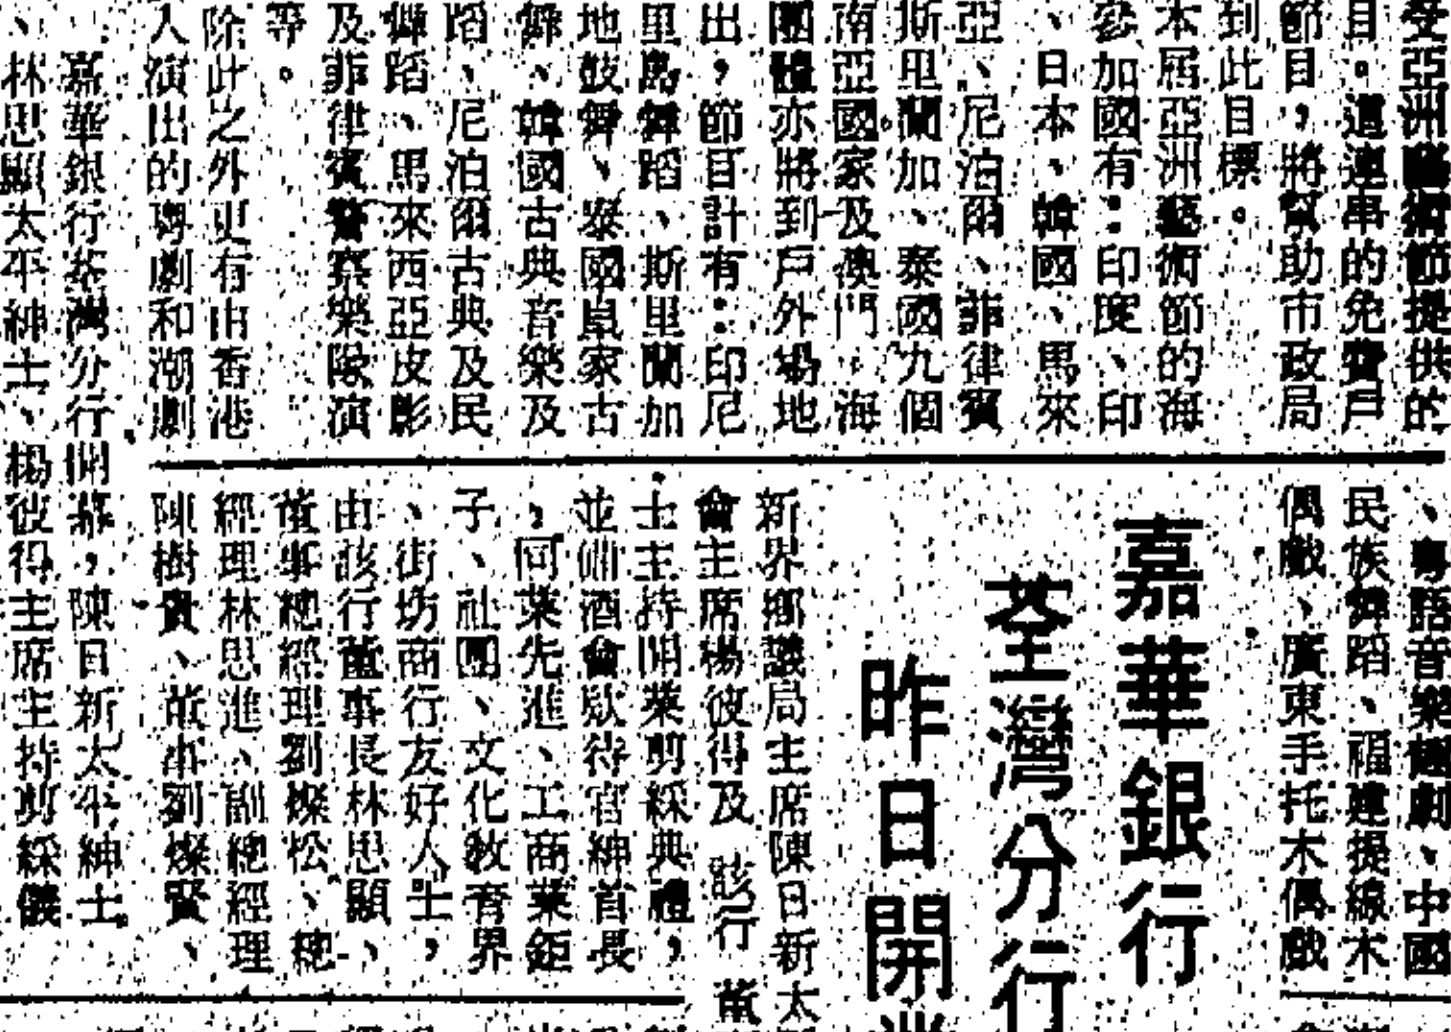 受亞洲藝術節提供的
目。這連串的免費戶
節目，將幫助市政局
到此目標。
本屆亞洲藝術節的海
參加國有：印度、印
、日本、韓國、馬來
亞、尼泊爾、菲律賓
斯里蘭加、泰國九個
南亞國家及澳門，海
團體亦將到戶外場地
出，節目計有：印尼
里島舞蹈、斯里蘭加
地鼓舞、泰國皇家古
舞、韓國古典音樂及
蹈、尼泊爾古典及民
舞蹈、馬來西亞皮影
及菲律賓警察樂隊演
等。
除此之外更有由香港
人演出的粵劇和潮劇
、粵語音樂趣劇、中國
民族舞蹈、福建提線木
偶戲、廣東手托木偶戲
嘉華銀行
荃灣分行
昨日開業
新界鄉議局主席陳日新太
會主席楊彼得及 該行 董
士主持開業剪綵典禮，
並備酒會欵待官紳首長
，同業先進、工商業鉅
子、社團、文化教育界
、街坊商行友好人士，
由該行董事長林思顯、
董事總經理劉燦松、總
經理林思進、副總經理
陳樹貴、董事劉燦賢、
嘉華銀行荃灣分行開幕，陳日新太平紳士
、林思顯太平紳士、楊彼得主席主持剪綵儀